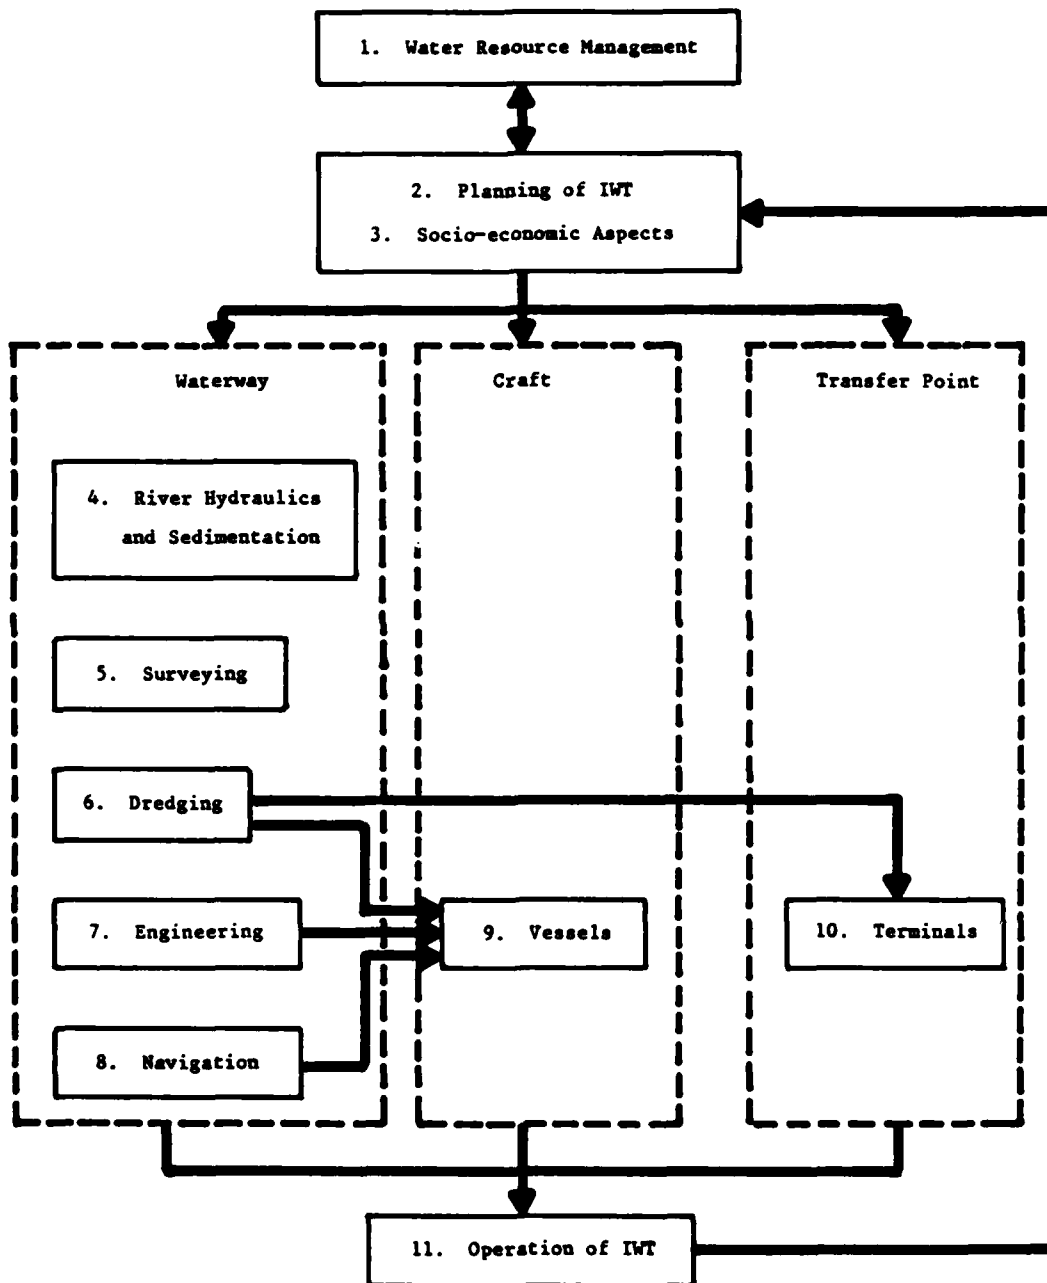 1. Water Resource Management
2. Planning of IWT
3. Socio-economic Aspects
Waterway
Craft
Transfer Point
4. River Hydraulics
and Sedimentation
5. Surveying
6. Dredging
7. Engineering
9. Vessels
10. Terminals
8. Navigation
11. Operation of IWT